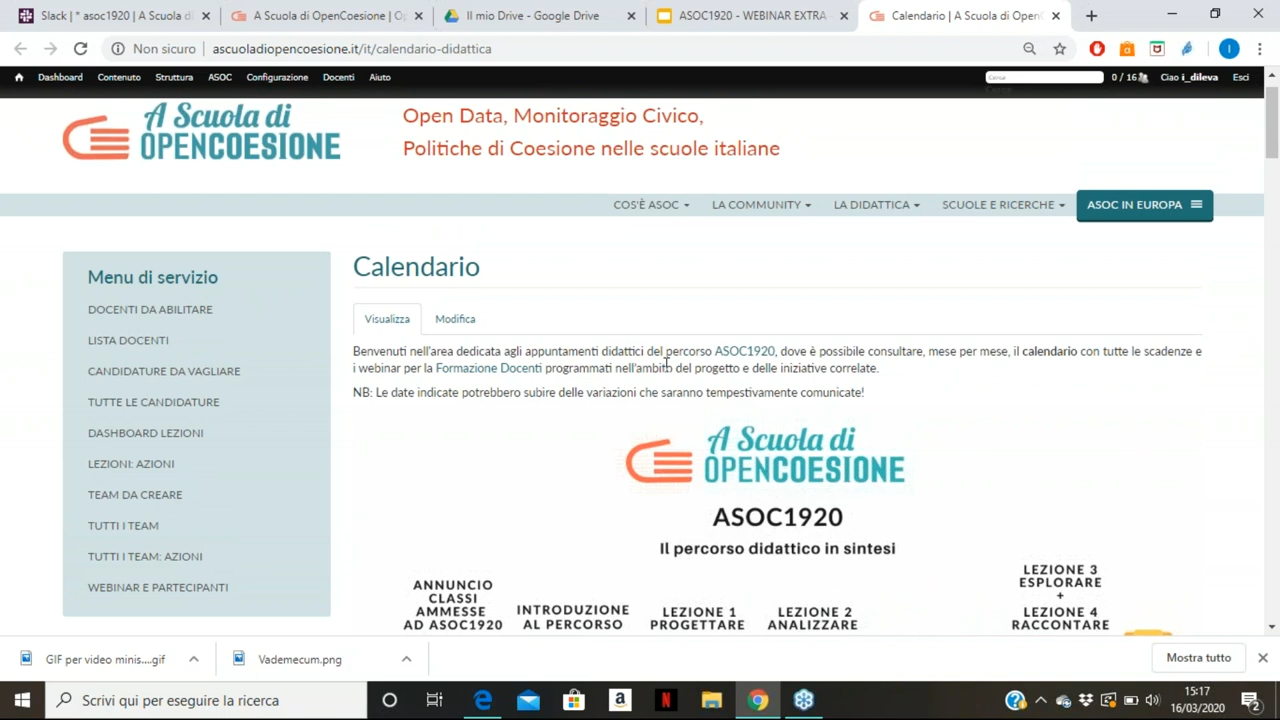 Slack | * asoc1920 | A Scuola d
A Scuola di OpenCoesione | O
Il mio Drive - Google Drive
ASOC1920 - WEBINAR EXTRA
Calendario | A Scuola di OpenC
Non sicuro | ascuoladiopencoesione.it/it/calendario-didattica
Dashboard Contenuto Struttura ASOC Configurazione Docenti Aiuto
Cerca
0 / 16
Ciao i_dileva
Esci
A Scuola di
OPENCOESIONE
Open Data, Monitoraggio Civico,
Politiche di Coesione nelle scuole italiane
COS'È ASOC LA COMMUNITY LA DIDATTICA SCUOLE E RICERCHE ASOC IN EUROPA
Menu di servizio
DOCENTI DA ABILITARE
LISTA DOCENTI
CANDIDATURE DA VAGLIARE
TUTTE LE CANDIDATURE
DASHBOARD LEZIONI
LEZIONI: AZIONI
TEAM DA CREARE
TUTTI I TEAM
TUTTI I TEAM: AZIONI
WEBINAR E PARTECIPANTI
Calendario
Visualizza Modifica
Benvenuti nell'area dedicata agli appuntamenti didattici del percorso ASOC1920, dove è possibile consultare, mese per mese, il calendario con tutte le scadenze e
i webinar per la Formazione Docenti programmati nell'ambito del progetto e delle iniziative correlate.
NB: Le date indicate potrebbero subire delle variazioni che saranno tempestivamente comunicate!
A Scuola di
OPENCOESIONE
ASOC1920
Il percorso didattico in sintesi
ANNUNCIO
CLASSI
AMMESSE
AD ASOC1920
INTRODUZIONE
AL PERCORSO
LEZIONE 1
PROGETTARE
LEZIONE 2
ANALIZZARE
LEZIONE 3
ESPLORARE
+
LEZIONE 4
RACCONTARE
GIF per video minis....gif
Vademecum.png
Mostra tutto
Scrivi qui per eseguire la ricerca
15:17
16/03/2020
2